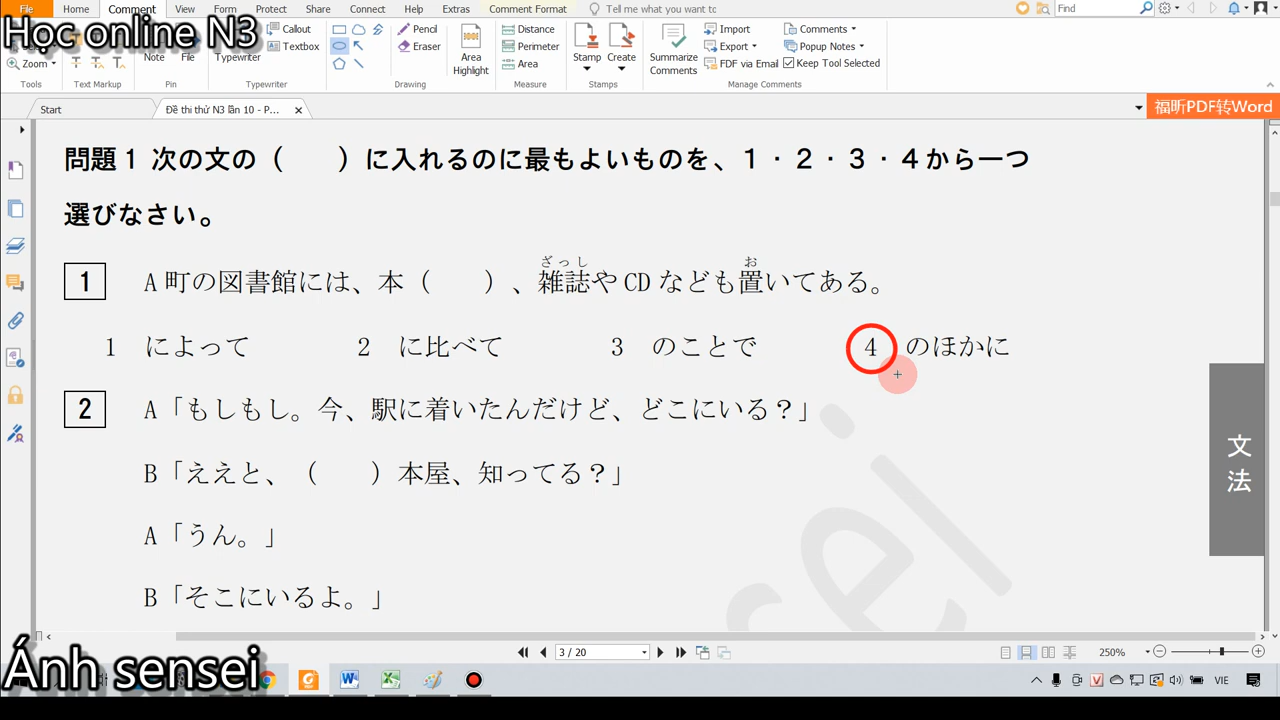 File Home Comment View Form Protect Share Connect Help Extras Comment Format Tell me what you want tc Find
Học online N3
Zoom
Typewriter
Note
File
Callout
Textbox
Pencil
Eraser
Area Highlight
Distance
Perimeter
Area
Stamp
Create
Summarize Comments
Import
Export
FDF via Email
Comments
Popup Notes
Keep Tool Selected
Tools Text Markup Typewriter Drawing Measure Stamps Manage Comments
Start Đề thi thử N3 lần 10 - P... 福昕PDF转Word
問題1 次の文の( )に入れるのに最もよいものを、1・2・3・4から一つ
選びなさい。
ざっし お
1 A町の図書館には、本( )、雑誌やCDなども置いてある。
1 によって 2 に比べて 3 のことで 4 のほかに
2 A「もしもし。今、駅に着いたんだけど、どこにいる？」
B「ええと、( )本屋、知ってる？」
A「うん。」
B「そこにいるよ。」
文法
3 / 20
250%
Ánh sensei
VIE